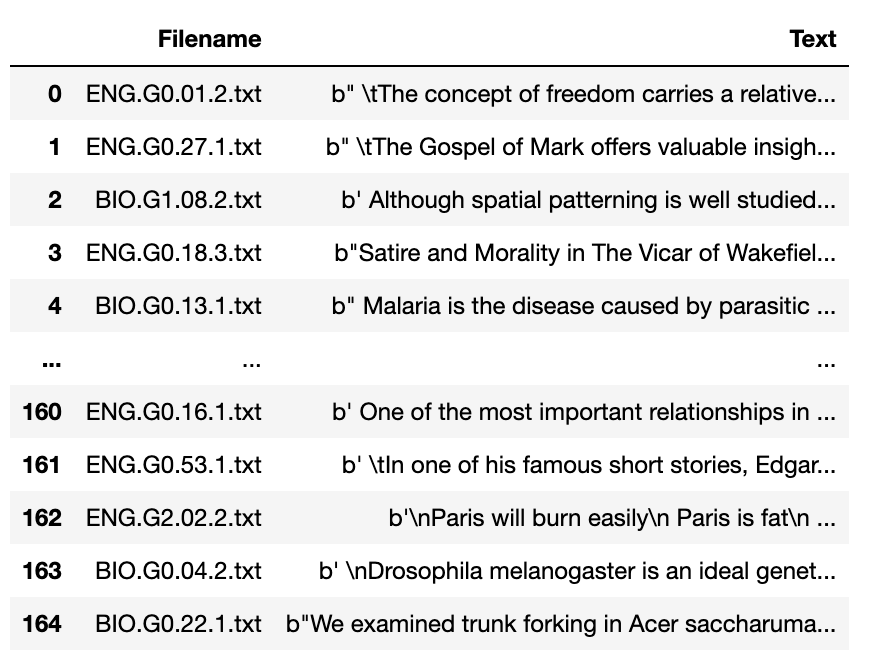 Filename Text
0 ENG.G0.01.2.txt b" \tThe concept of freedom carries a relative...
1 ENG.G0.27.1.txt b" \tThe Gospel of Mark offers valuable insigh...
2 BIO.G1.08.2.txt b' Although spatial patterning is well studied...
3 ENG.G0.18.3.txt b"Satire and Morality in The Vicar of Wakefiel...
4 BIO.G0.13.1.txt b" Malaria is the disease caused by parasitic ...
... ... ...
160 ENG.G0.16.1.txt b' One of the most important relationships in ...
161 ENG.G0.53.1.txt b' \tIn one of his famous short stories, Edgar...
162 ENG.G2.02.2.txt b'\nParis will burn easily\n Paris is fat\n ...
163 BIO.G0.04.2.txt b' \nDrosophila melanogaster is an ideal genet...
164 BIO.G0.22.1.txt b"We examined trunk forking in Acer saccharuma...